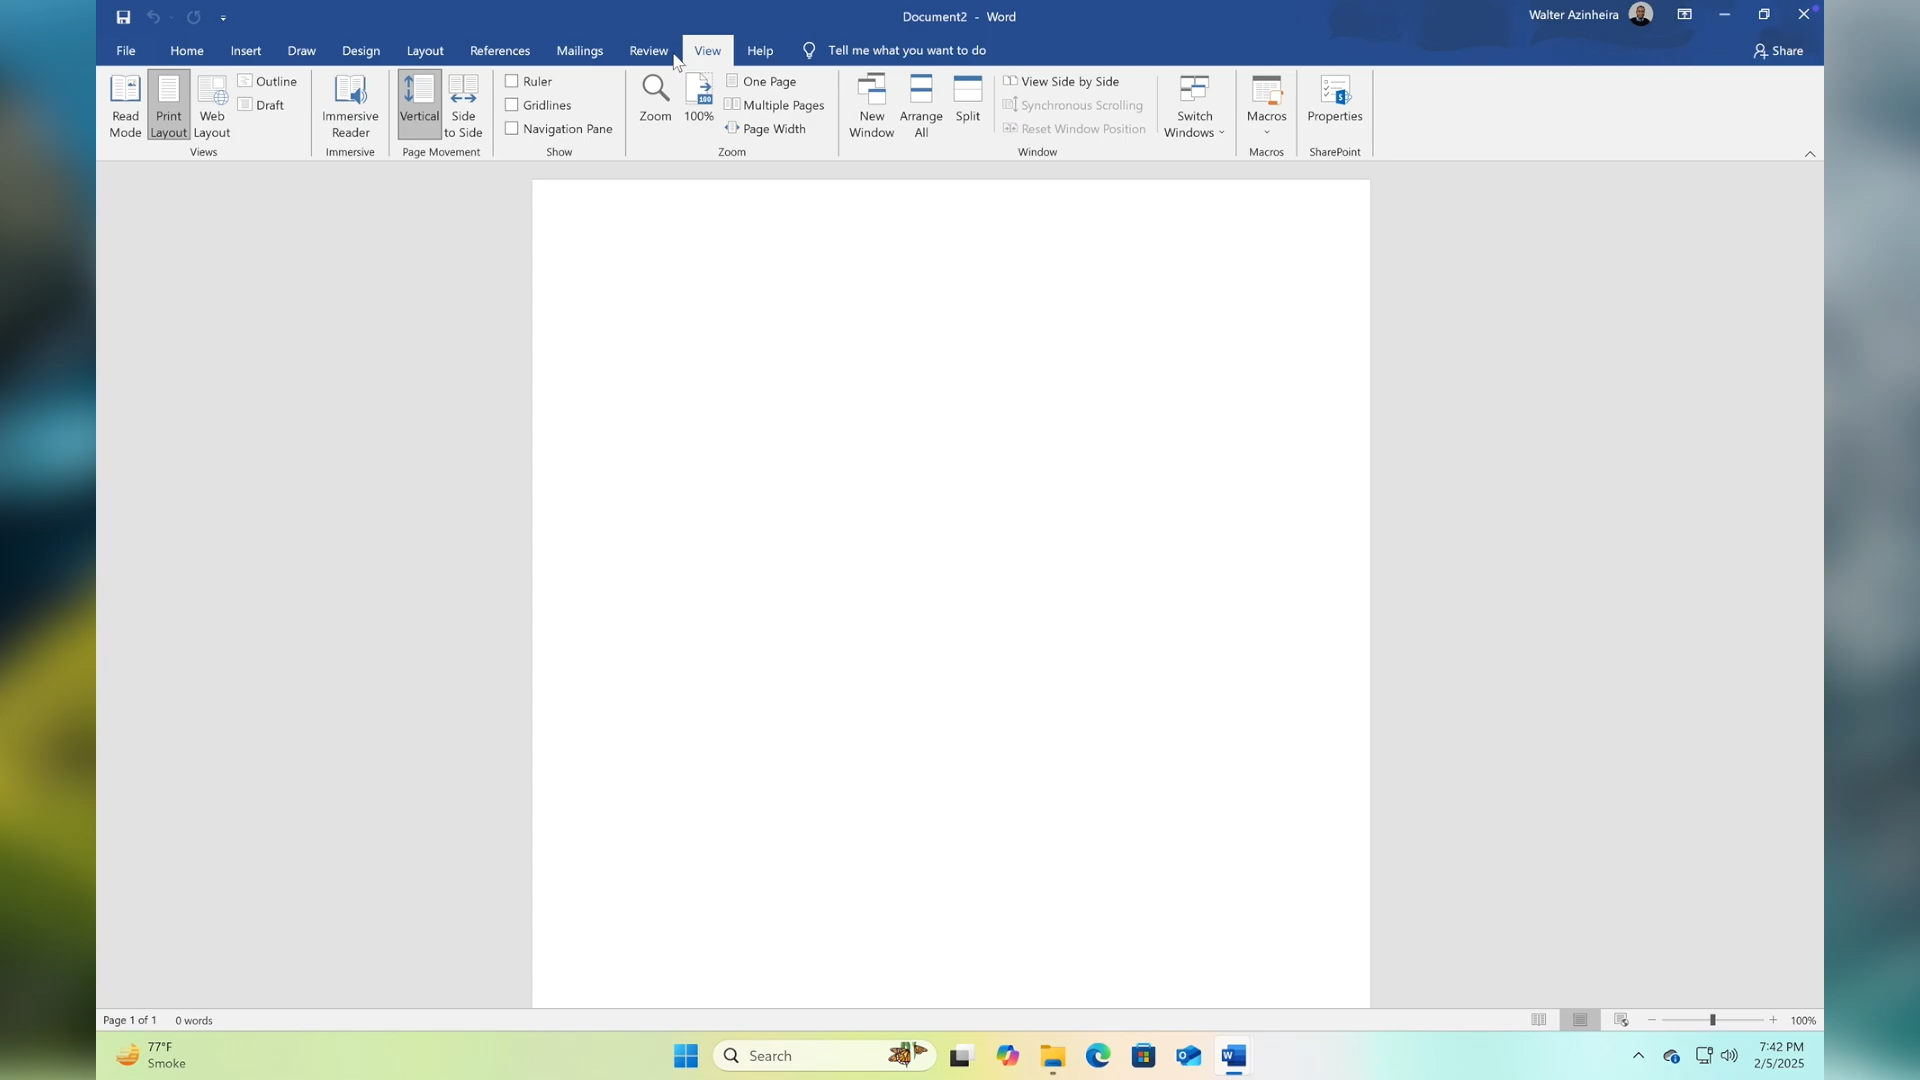 Document2 - Word
Walter Azinheira
File Home Insert Draw Design Layout References Mailings Review View Help Tell me what you want to do
Share
Read Mode
Print Layout
Web Layout
Outline
Draft
Views
Immersive Reader
Immersive
Vertical
Side to Side
Page Movement
Ruler
Gridlines
Navigation Pane
Show
Zoom
100
100%
One Page
Multiple Pages
Page Width
Zoom
New Window
Arrange All
Split
View Side by Side
Synchronous Scrolling
Reset Window Position
Switch Windows
Window
Macros
Macros
Properties
SharePoint
Page 1 of 1 0 words
100%
77°F
Smoke
Search
7:42 PM
2/5/2025